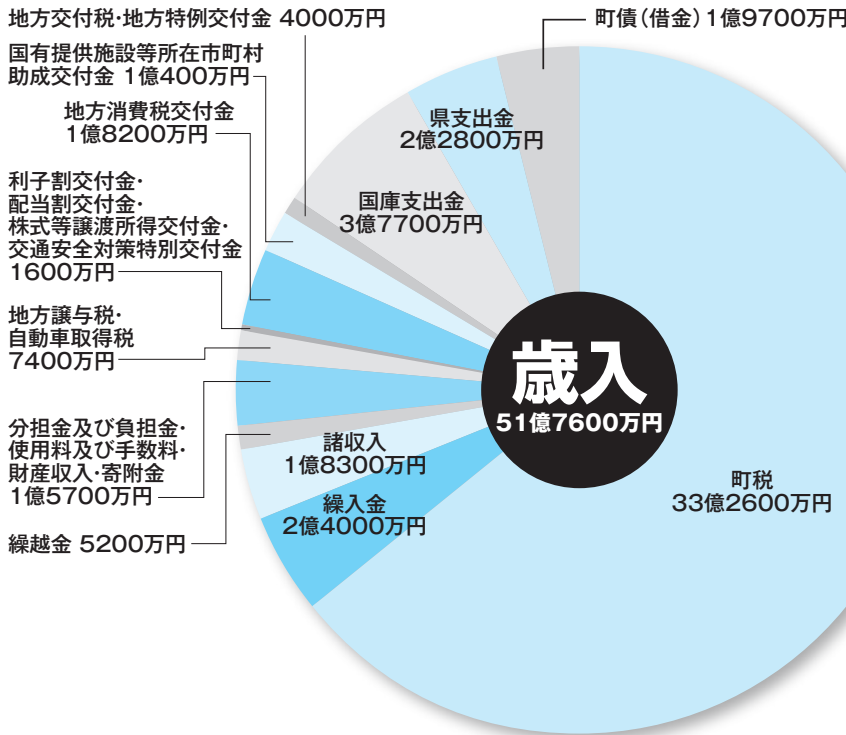 地方交付税・地方特例交付金 4000万円
国有提供施設等所在市町村
助成交付金 1億400万円
地方消費税交付金
1億8200万円
利子割交付金・
配当割交付金・
株式等譲渡所得交付金・
交通安全対策特別交付金
1600万円
地方譲与税・
自動車取得税
7400万円
分担金及び負担金・
使用料及び手数料・
財産収入・寄附金
1億5700万円
繰越金 5200万円
町債（借金）1億9700万円
県支出金
2億2800万円
国庫支出金
3億7700万円
歳入
51億7600万円
諸収入
1億8300万円
繰入金
2億4000万円
町税
33億2600万円